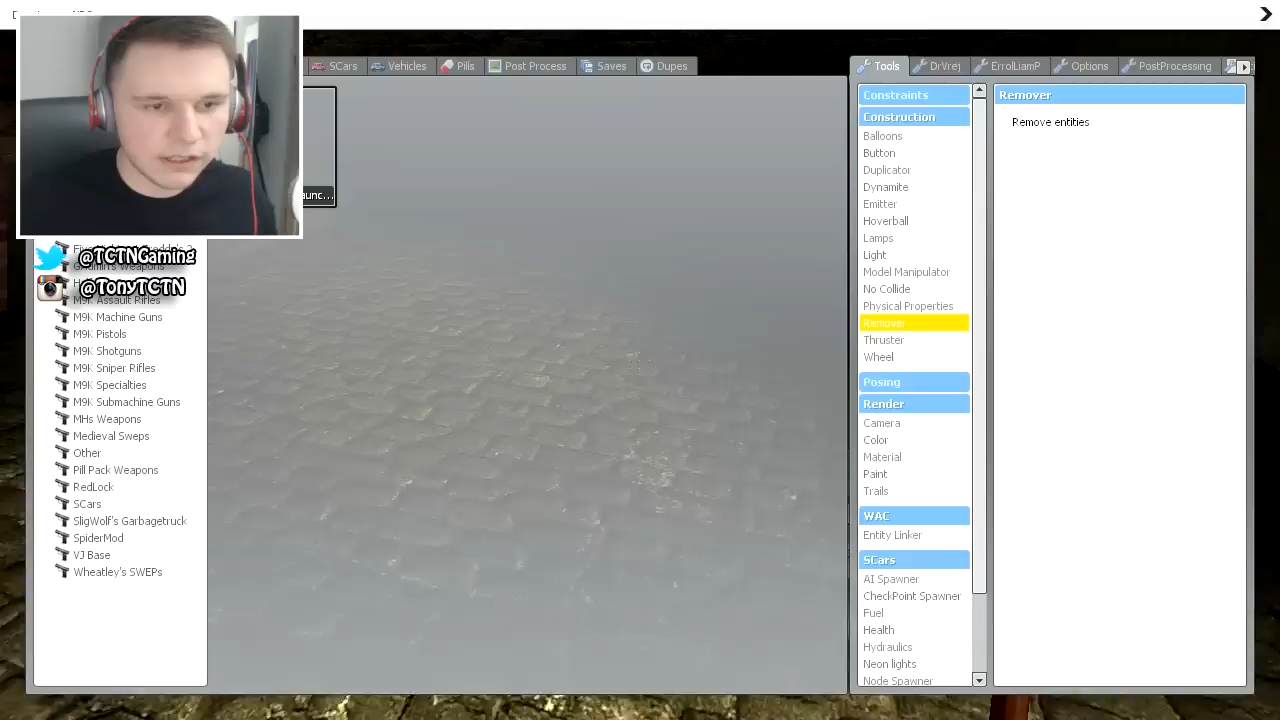 SCars Vehicles Pills Post Process Saves Dupes
Tools DrVrej ErrolLiamP Options PostProcessing
aunc...
@TCTNGaming
@TonyTCTN
M9K Assault Rifles
M9K Machine Guns
M9K Pistols
M9K Shotguns
M9K Sniper Rifles
M9K Specialties
M9K Submachine Guns
MHs Weapons
Medieval Sweps
Other
Pill Pack Weapons
RedLock
SCars
SligWolf's Garbagetruck
SpiderMod
VJ Base
Wheatley's SWEPs
Constraints
Construction
Balloons
Button
Duplicator
Dynamite
Emitter
Hoverball
Lamps
Light
Model Manipulator
No Collide
Physical Properties
Remover
Thruster
Wheel
Posing
Render
Camera
Color
Material
Paint
Trails
WAC
Entity Linker
SCars
AI Spawner
CheckPoint Spawner
Fuel
Health
Hydraulics
Neon lights
Node Spawner
Remover
Remove entities